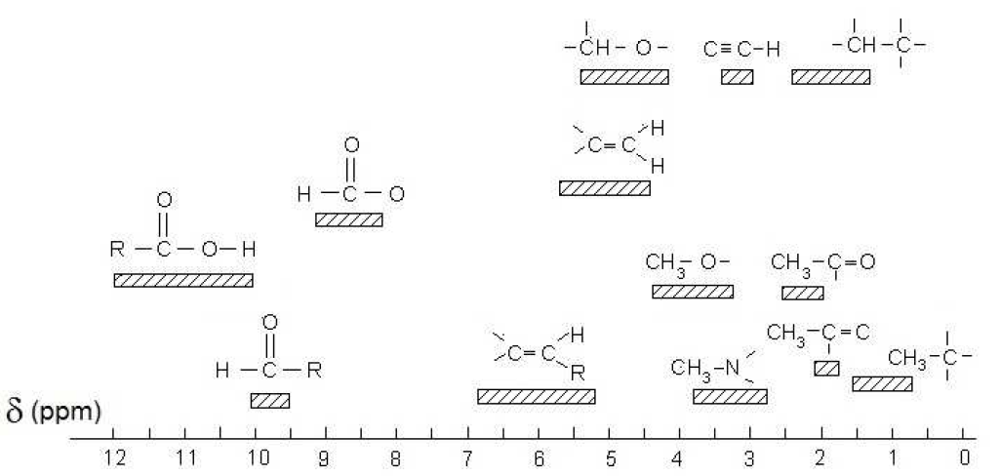 -CH-O-
C≡C-H
-CH-C-
C=C
H
H
O
H-C-O
O
R-C-O-H
CH3-O-
CH3-C=O
O
H-C-R
C=C
H
R
CH3-N
CH3-C=C
CH3-C-
δ (ppm)
12 11 10 9 8 7 6 5 4 3 2 1 0